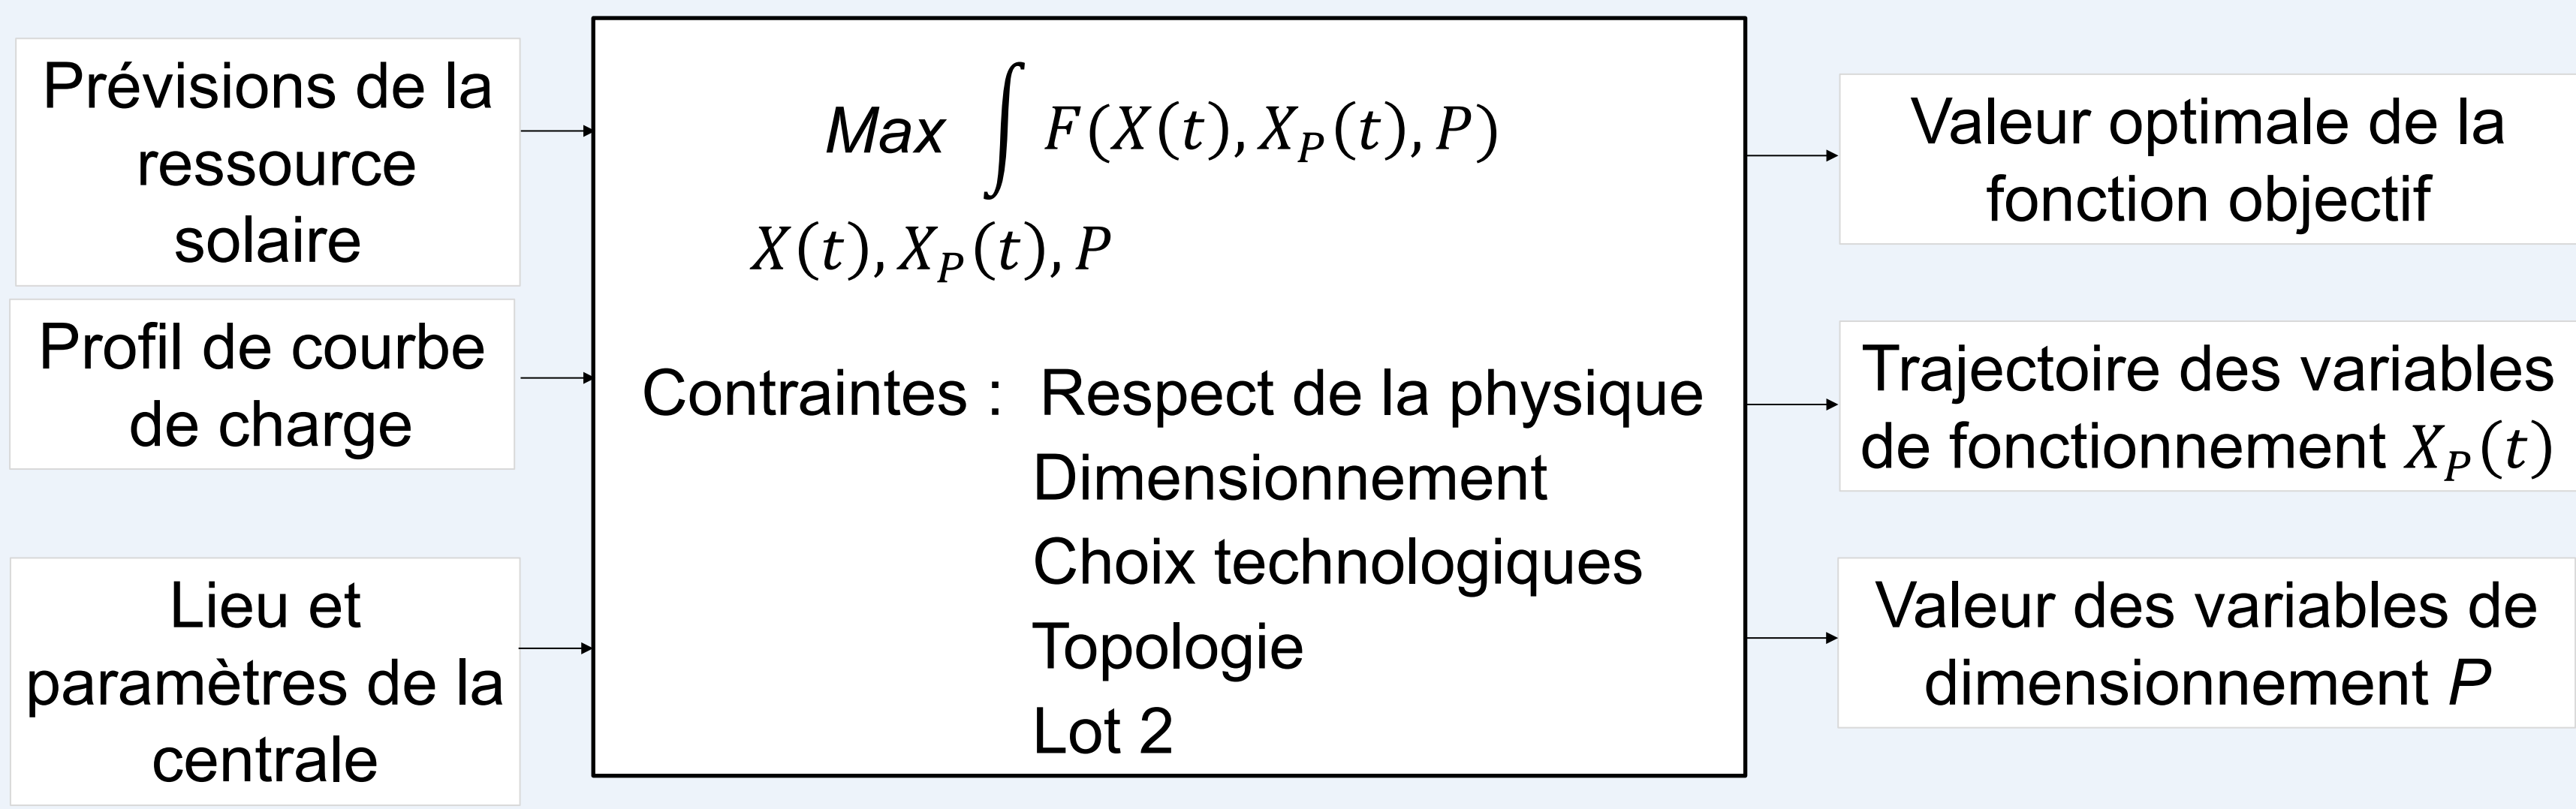 Prévisions de la
ressource
solaire
Profil de courbe
de charge
Lieu et
paramètres de la
centrale
Max ∫ F(X(t), X_P(t), P)
X(t), X_P(t), P
Contraintes : Respect de la physique
Dimensionnement
Choix technologiques
Topologie
Lot 2
Valeur optimale de la
fonction objectif
Trajectoire des variables
de fonctionnement X_P(t)
Valeur des variables de
dimensionnement P